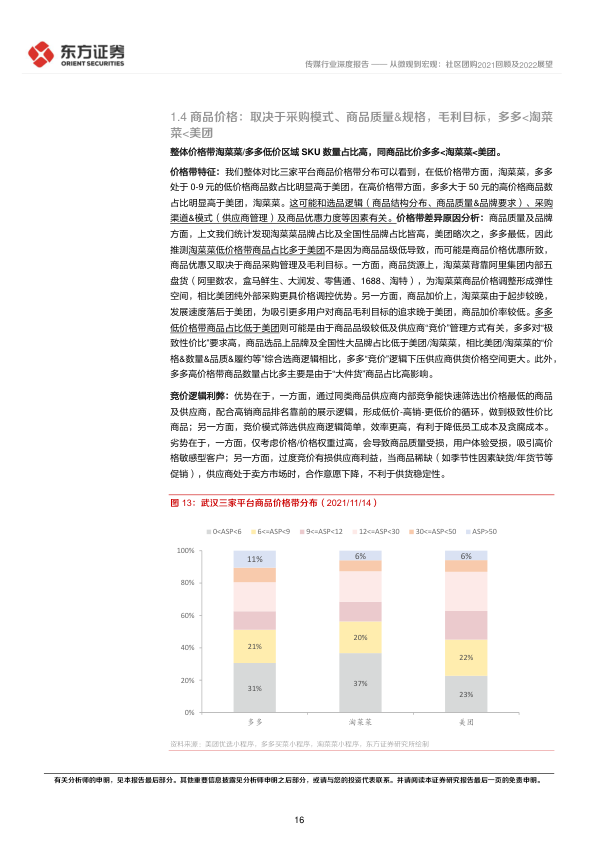 东方证券
ORIENT SECURITIES
传媒行业深度报告 —— 从微观到宏观：社区团购2021回顾及2022展望
1.4 商品价格：取决于采购模式、商品质量&规格，毛利目标，多多<淘菜
菜<美团
整体价格带淘菜菜/多多低价区域 SKU 数量占比高，同商品比价多多<淘菜菜<美团。
价格带特征：我们整体对比三家平台商品价格带分布可以看到，在低价格带方面，淘菜菜，多多
处于 0-9 元的低价格商品数占比明显高于美团，在高价格带方面，多多大于 50 元的高价格商品数
占比明显高于美团，淘菜菜。这可能和选品逻辑（商品结构分布、商品质量&品牌要求）、采购
渠道&模式（供应商管理）及商品优惠力度等因素有关。价格带差异原因分析：商品质量及品牌
方面，上文我们统计发现淘菜菜品牌占比及全国性品牌占比皆高，美团略次之，多多最低，因此
推测淘菜菜低价格带商品占比多于美团不是因为商品品级低导致，而可能是商品价格优惠所致，
商品优惠又取决于商品采购管理及毛利目标。一方面，商品货源上，淘菜菜背靠阿里集团内部五
盘货（阿里数农，盒马鲜生、大润发、零售通、1688、淘特），为淘菜菜商品价格调整形成弹性
空间，相比美团纯外部采购更具价格调控优势。另一方面，商品加价上，淘菜菜由于起步较晚，
发展速度落后于美团，为吸引更多用户对商品毛利目标的追求晚于美团，商品加价率较低。多多
低价格带商品占比低于美团则可能是由于商品品级较低及供应商“竞价”管理方式有关，多多对“极
致性价比”要求高，商品选品上品牌及全国性大品牌占比低于美团/淘菜菜，相比美团/淘菜菜的“价
格&数量&品质&履约等”综合选商逻辑相比，多多“竞价”逻辑下压供应商供货价格空间更大。此外，
多多高价格带商品数量占比多主要是由于“大件货”商品占比高影响。
竞价逻辑利弊：优势在于，一方面，通过同类商品供应商内部竞争能快速筛选出价格最低的商品
及供应商，配合高销商品排名靠前的展示逻辑，形成低价-高销-更低价的循环，做到极致性价比
商品；另一方面，竞价模式筛选供应商逻辑简单，效率更高，有利于降低员工成本及贪腐成本。
劣势在于，一方面，仅考虑价格/价格权重过高，会导致商品质量受损，用户体验受损，吸引高价
格敏感型客户；另一方面，过度竞价有损供应商利益，当商品稀缺（如季节性因素缺货/年货节等
促销），供应商处于卖方市场时，合作意愿下降，不利于供货稳定性。
图 13：武汉三家平台商品价格带分布（2021/11/14）
0<ASP<6 6<=ASP<9 9<=ASP<12 12<=ASP<30 30<=ASP<50 ASP>50
100%
80%
60%
40%
20%
0%
11% 6% 6%
21% 20% 22%
31% 37% 23%
多多 淘菜菜 美团
资料来源：美团优选小程序，多多买菜小程序，淘菜菜小程序，东方证券研究所绘制
有关分析师的申明，见本报告最后部分。其他重要信息披露见分析师申明之后部分，或请与您的投资代表联系。并请阅读本证券研究报告最后一页的免责申明。
16